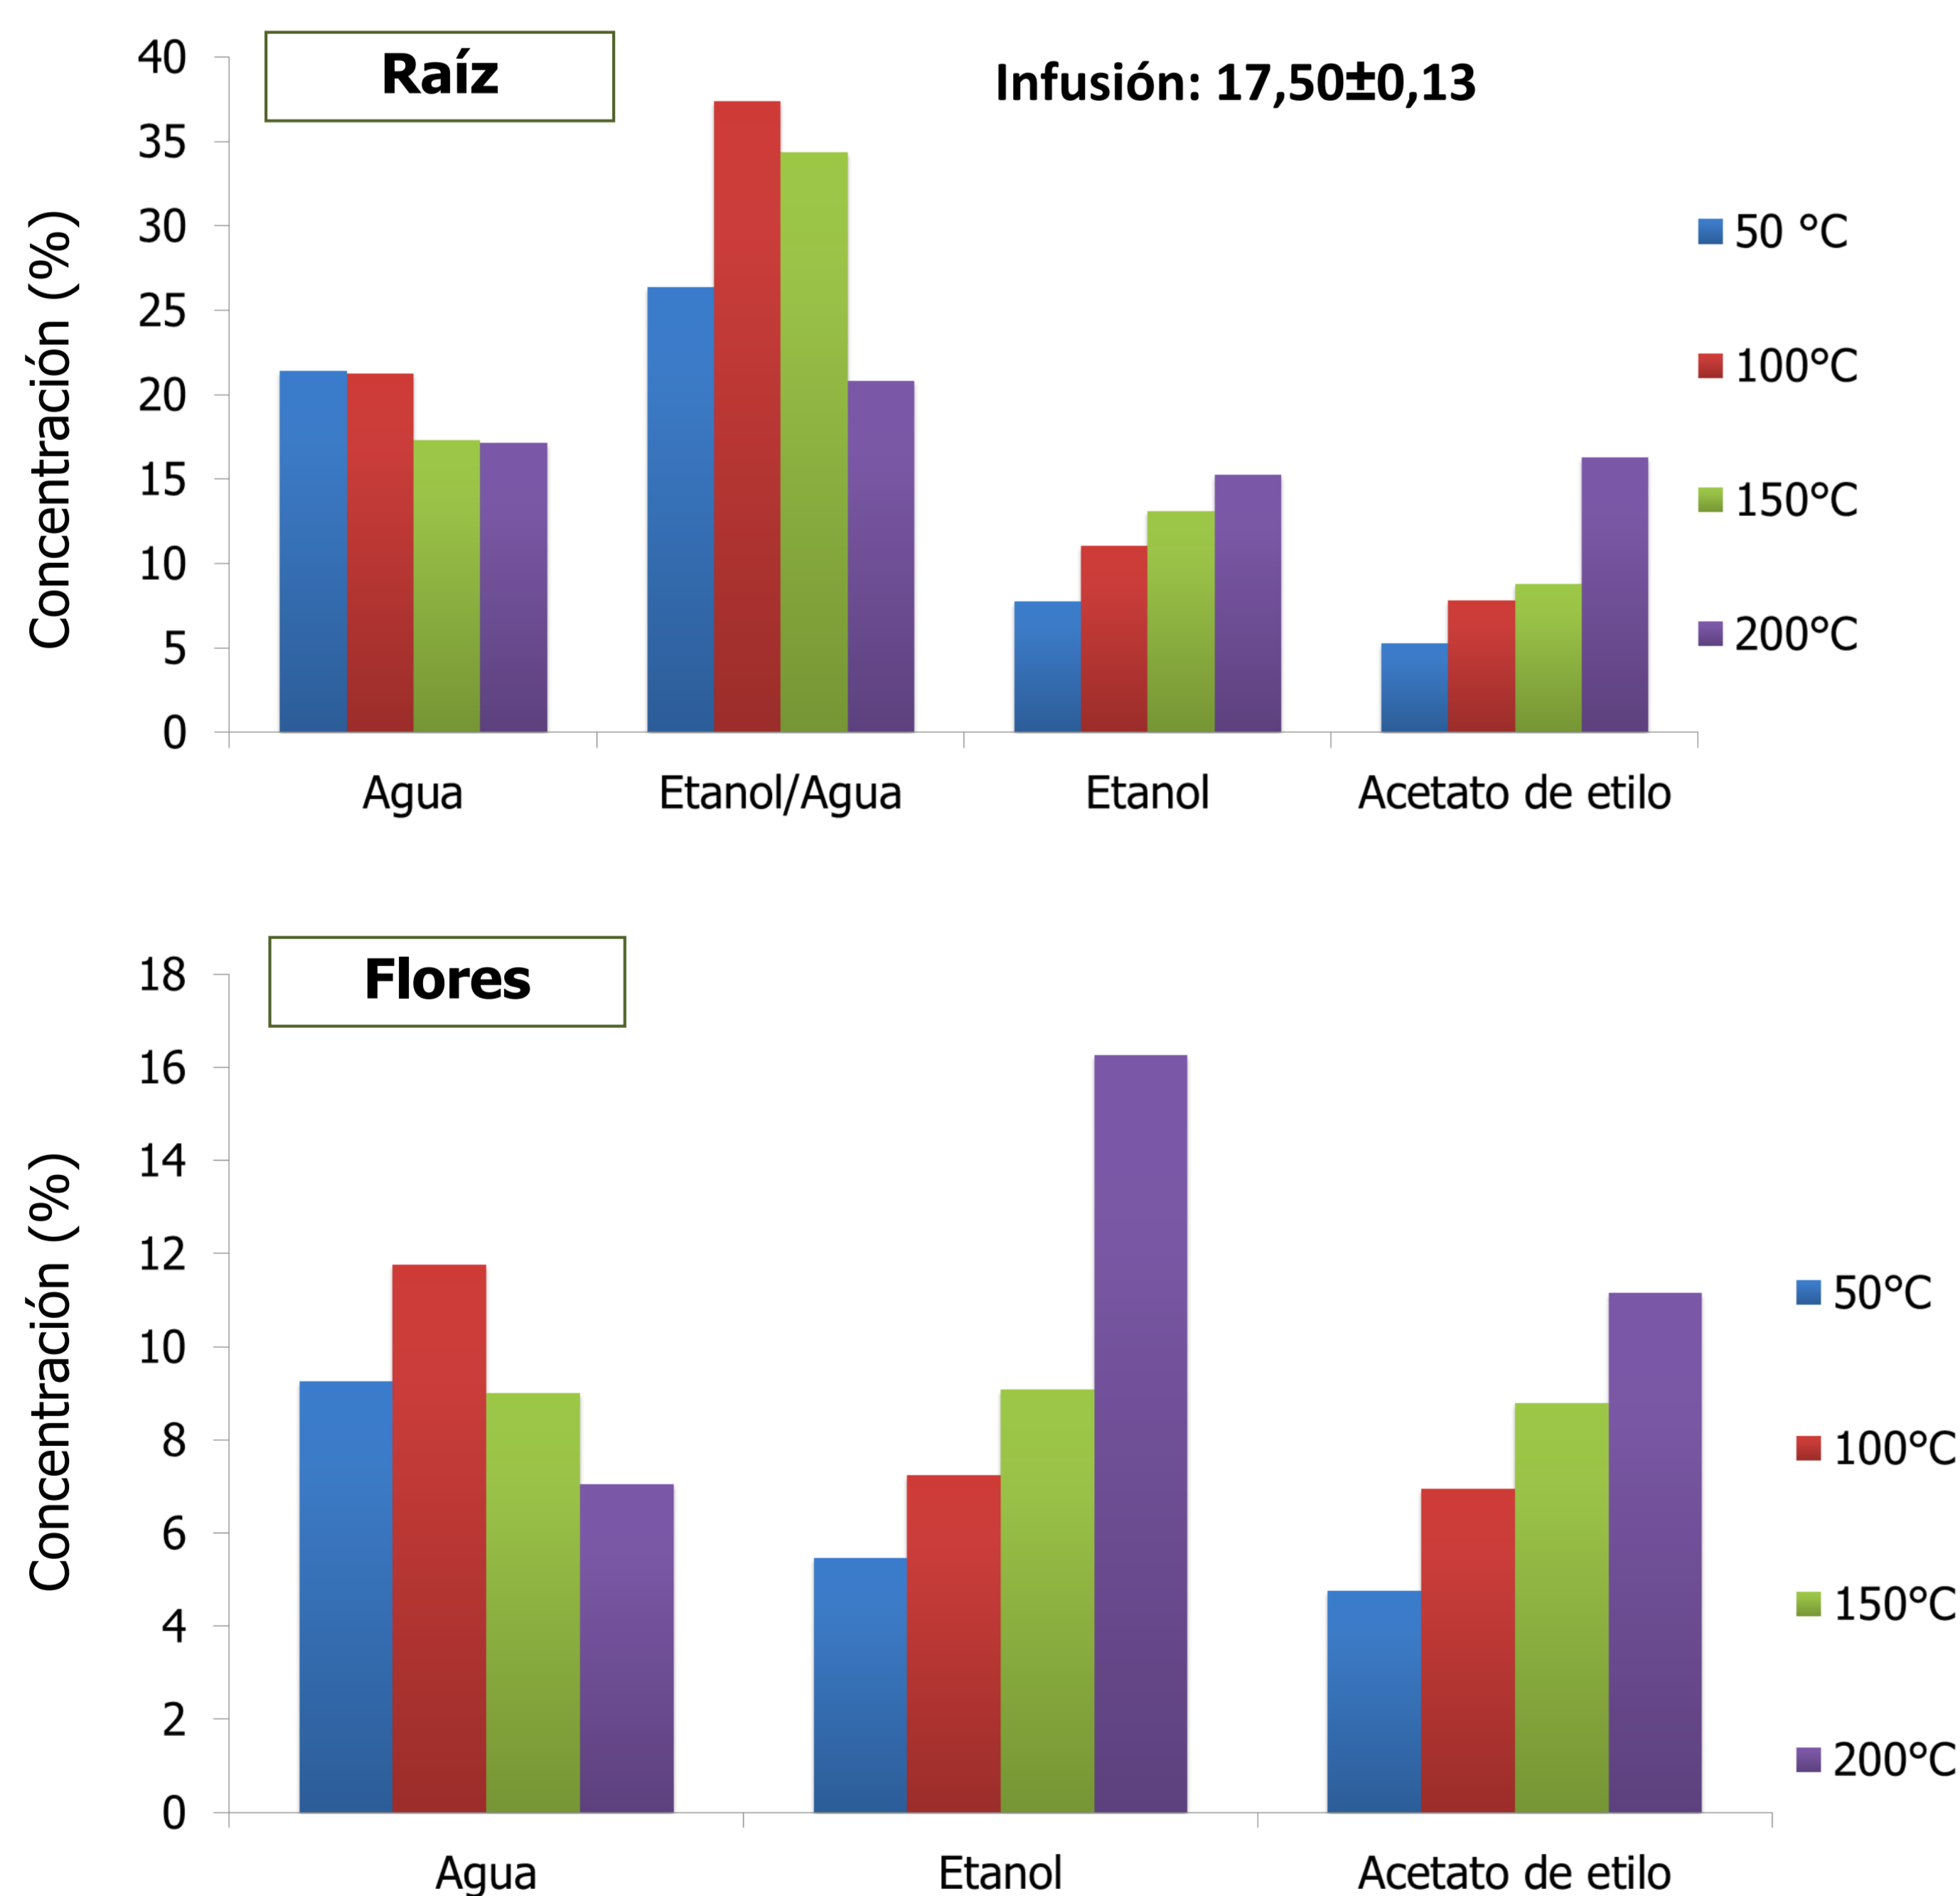 Raíz
Infusión: 17,50±0,13
Concentración (%)
40
35
30
25
20
15
10
5
0
50 °C
100°C
150°C
200°C
Agua
Etanol/Agua
Etanol
Acetato de etilo
Flores
Concentración (%)
18
16
14
12
10
8
6
4
2
0
50°C
100°C
150°C
200°C
Agua
Etanol
Acetato de etilo